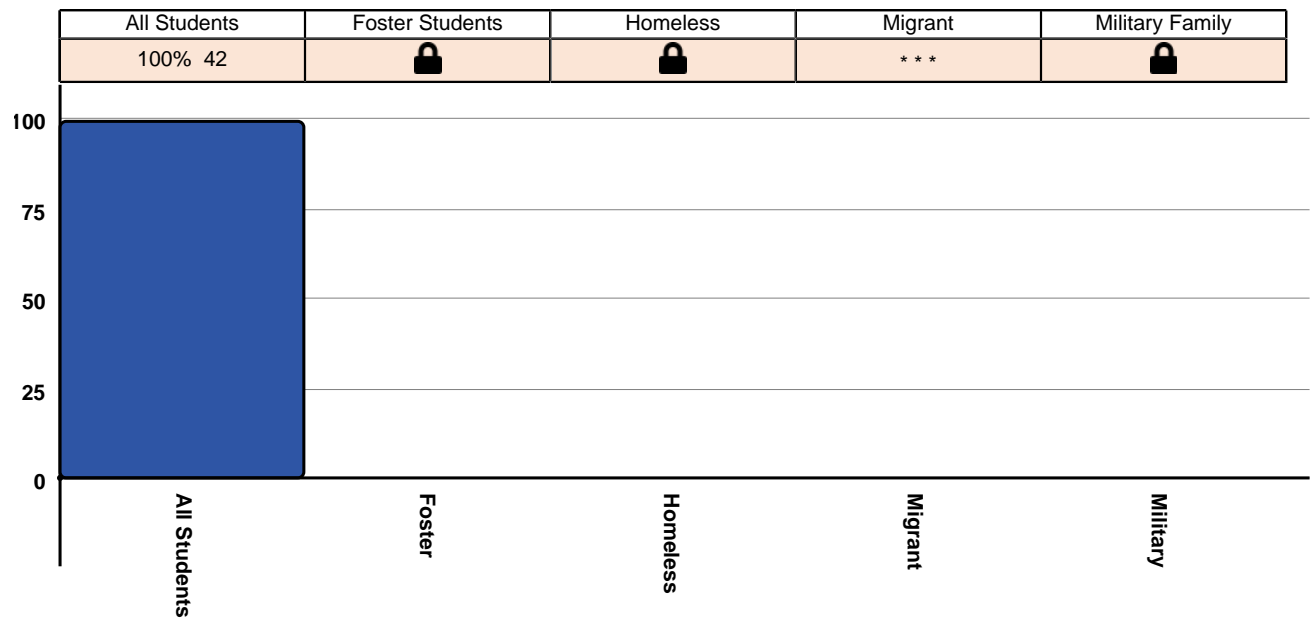 All Students Foster Students Homeless Migrant Military Family
100% 42 * * *
100
75
50
25
0
All Students Foster Homeless Migrant Military